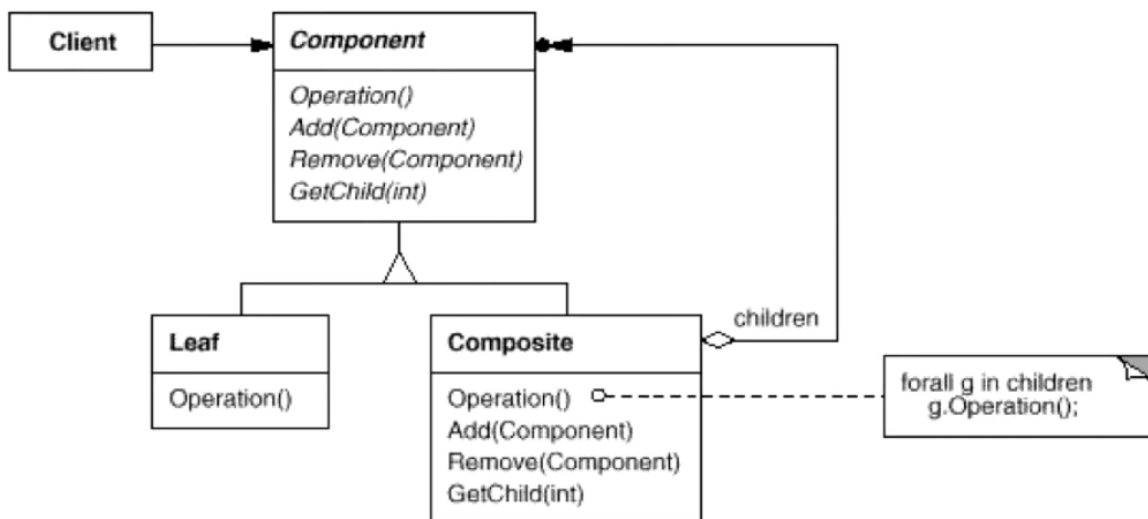 Client
Component
Operation()
Add(Component)
Remove(Component)
GetChild(int)
Leaf
Operation()
Composite
Operation()
Add(Component)
Remove(Component)
GetChild(int)
children
forall g in children
g.Operation();